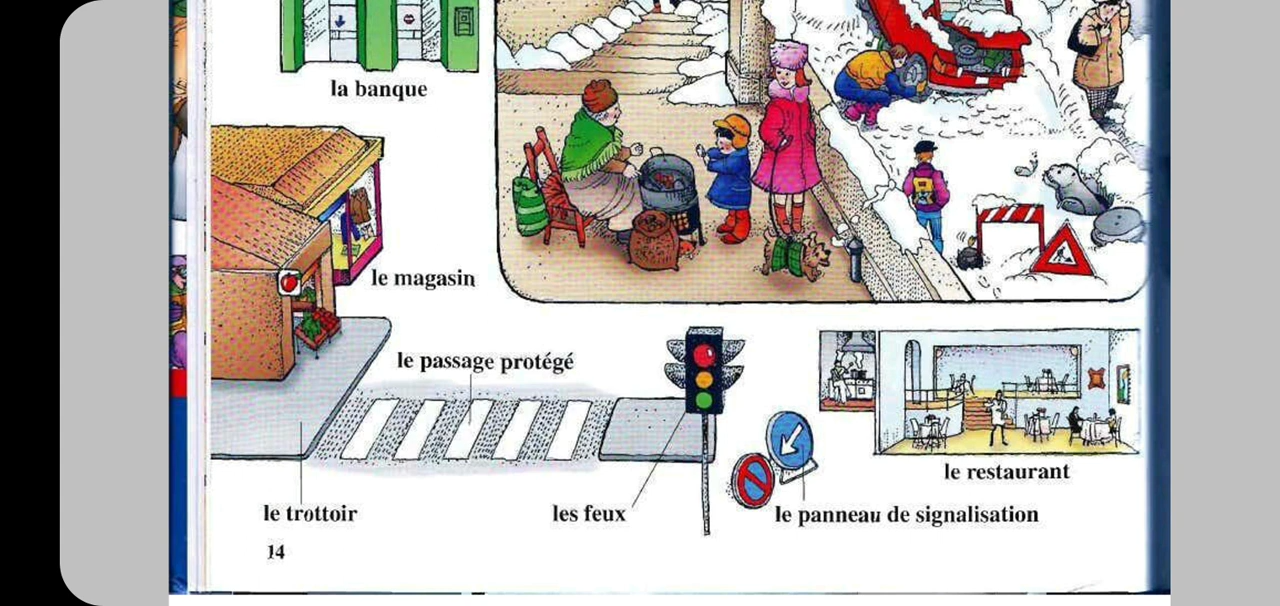 la banque
le magasin
le passage protégé
le restaurant
le trottoir
les feux
le panneau de signalisation
14